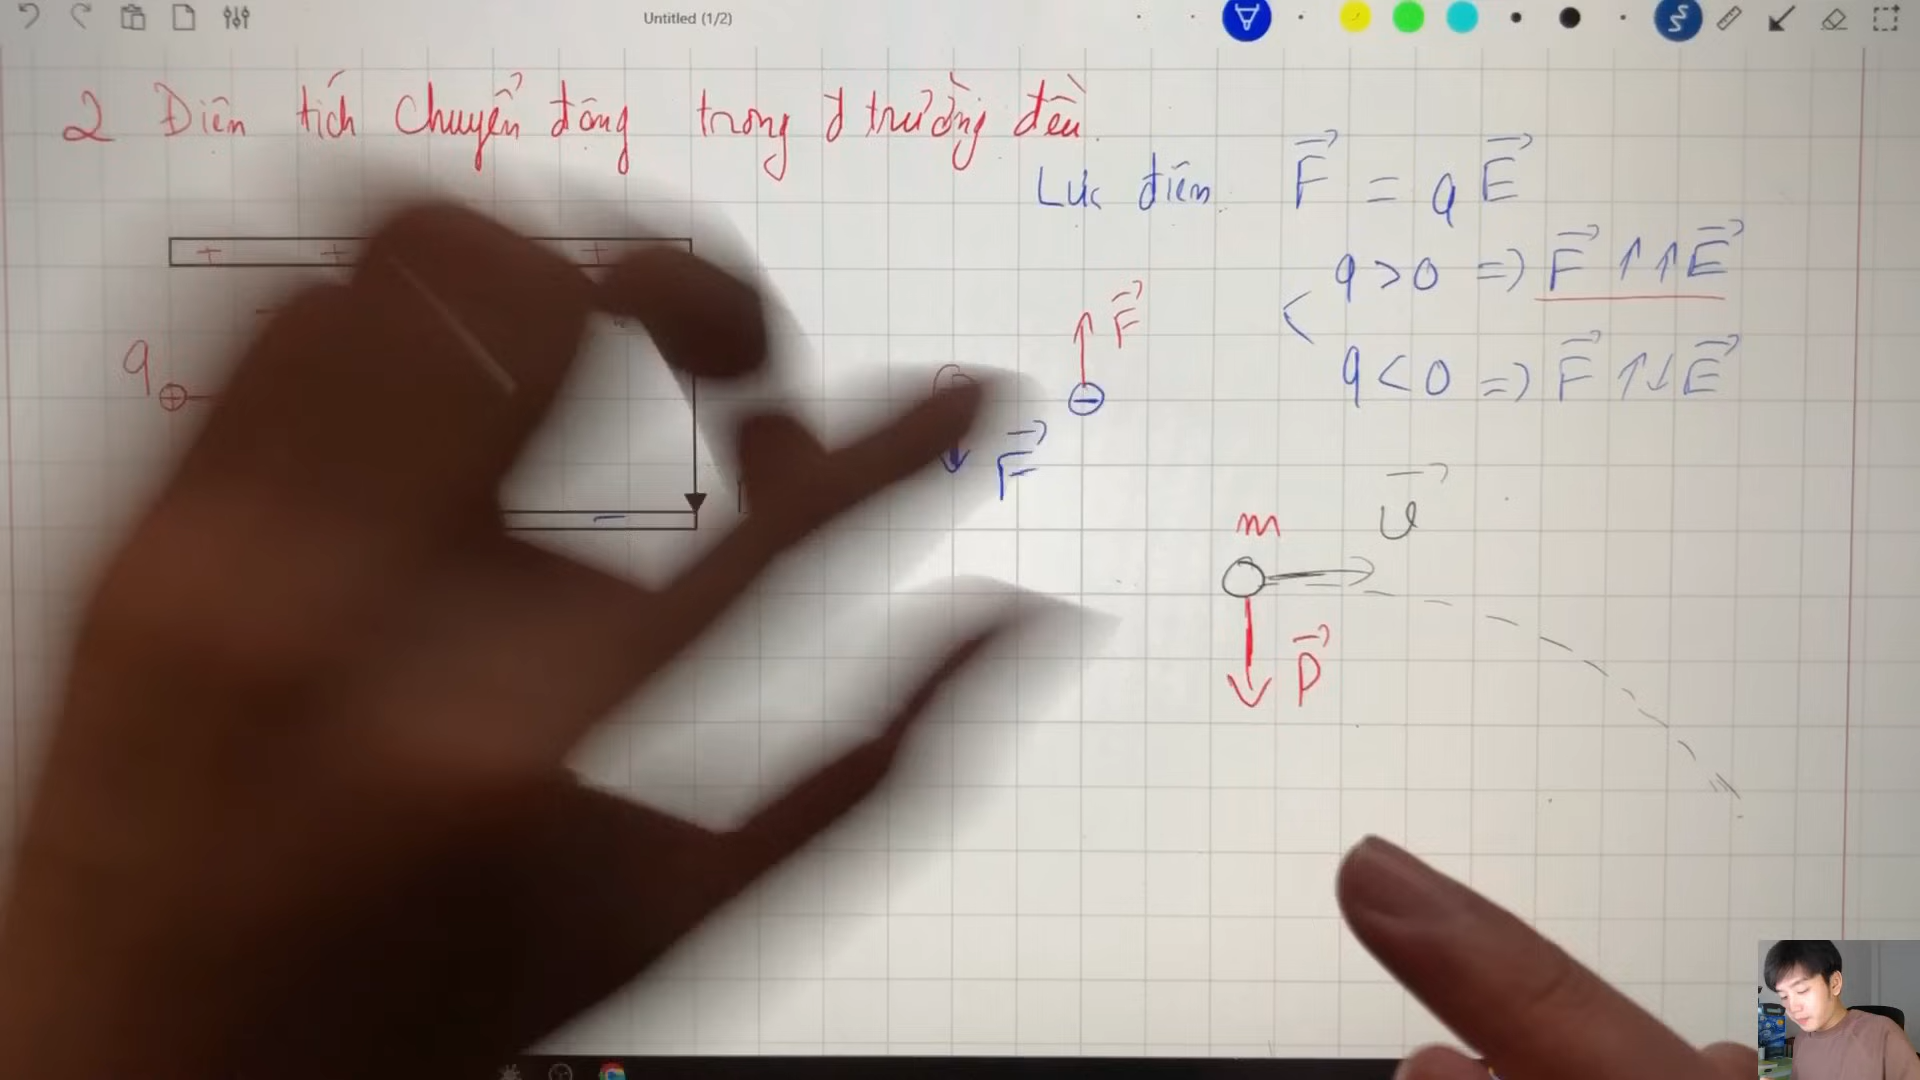 Untitled (1/2)
2 Điện tích chuyển động trong đ trường đều.
Lực điện. F = qE
q > 0 => F ↑↑ E
q < 0 => F ↑↓ E
+ + +
q
+
F
−
F
−
m
v
P